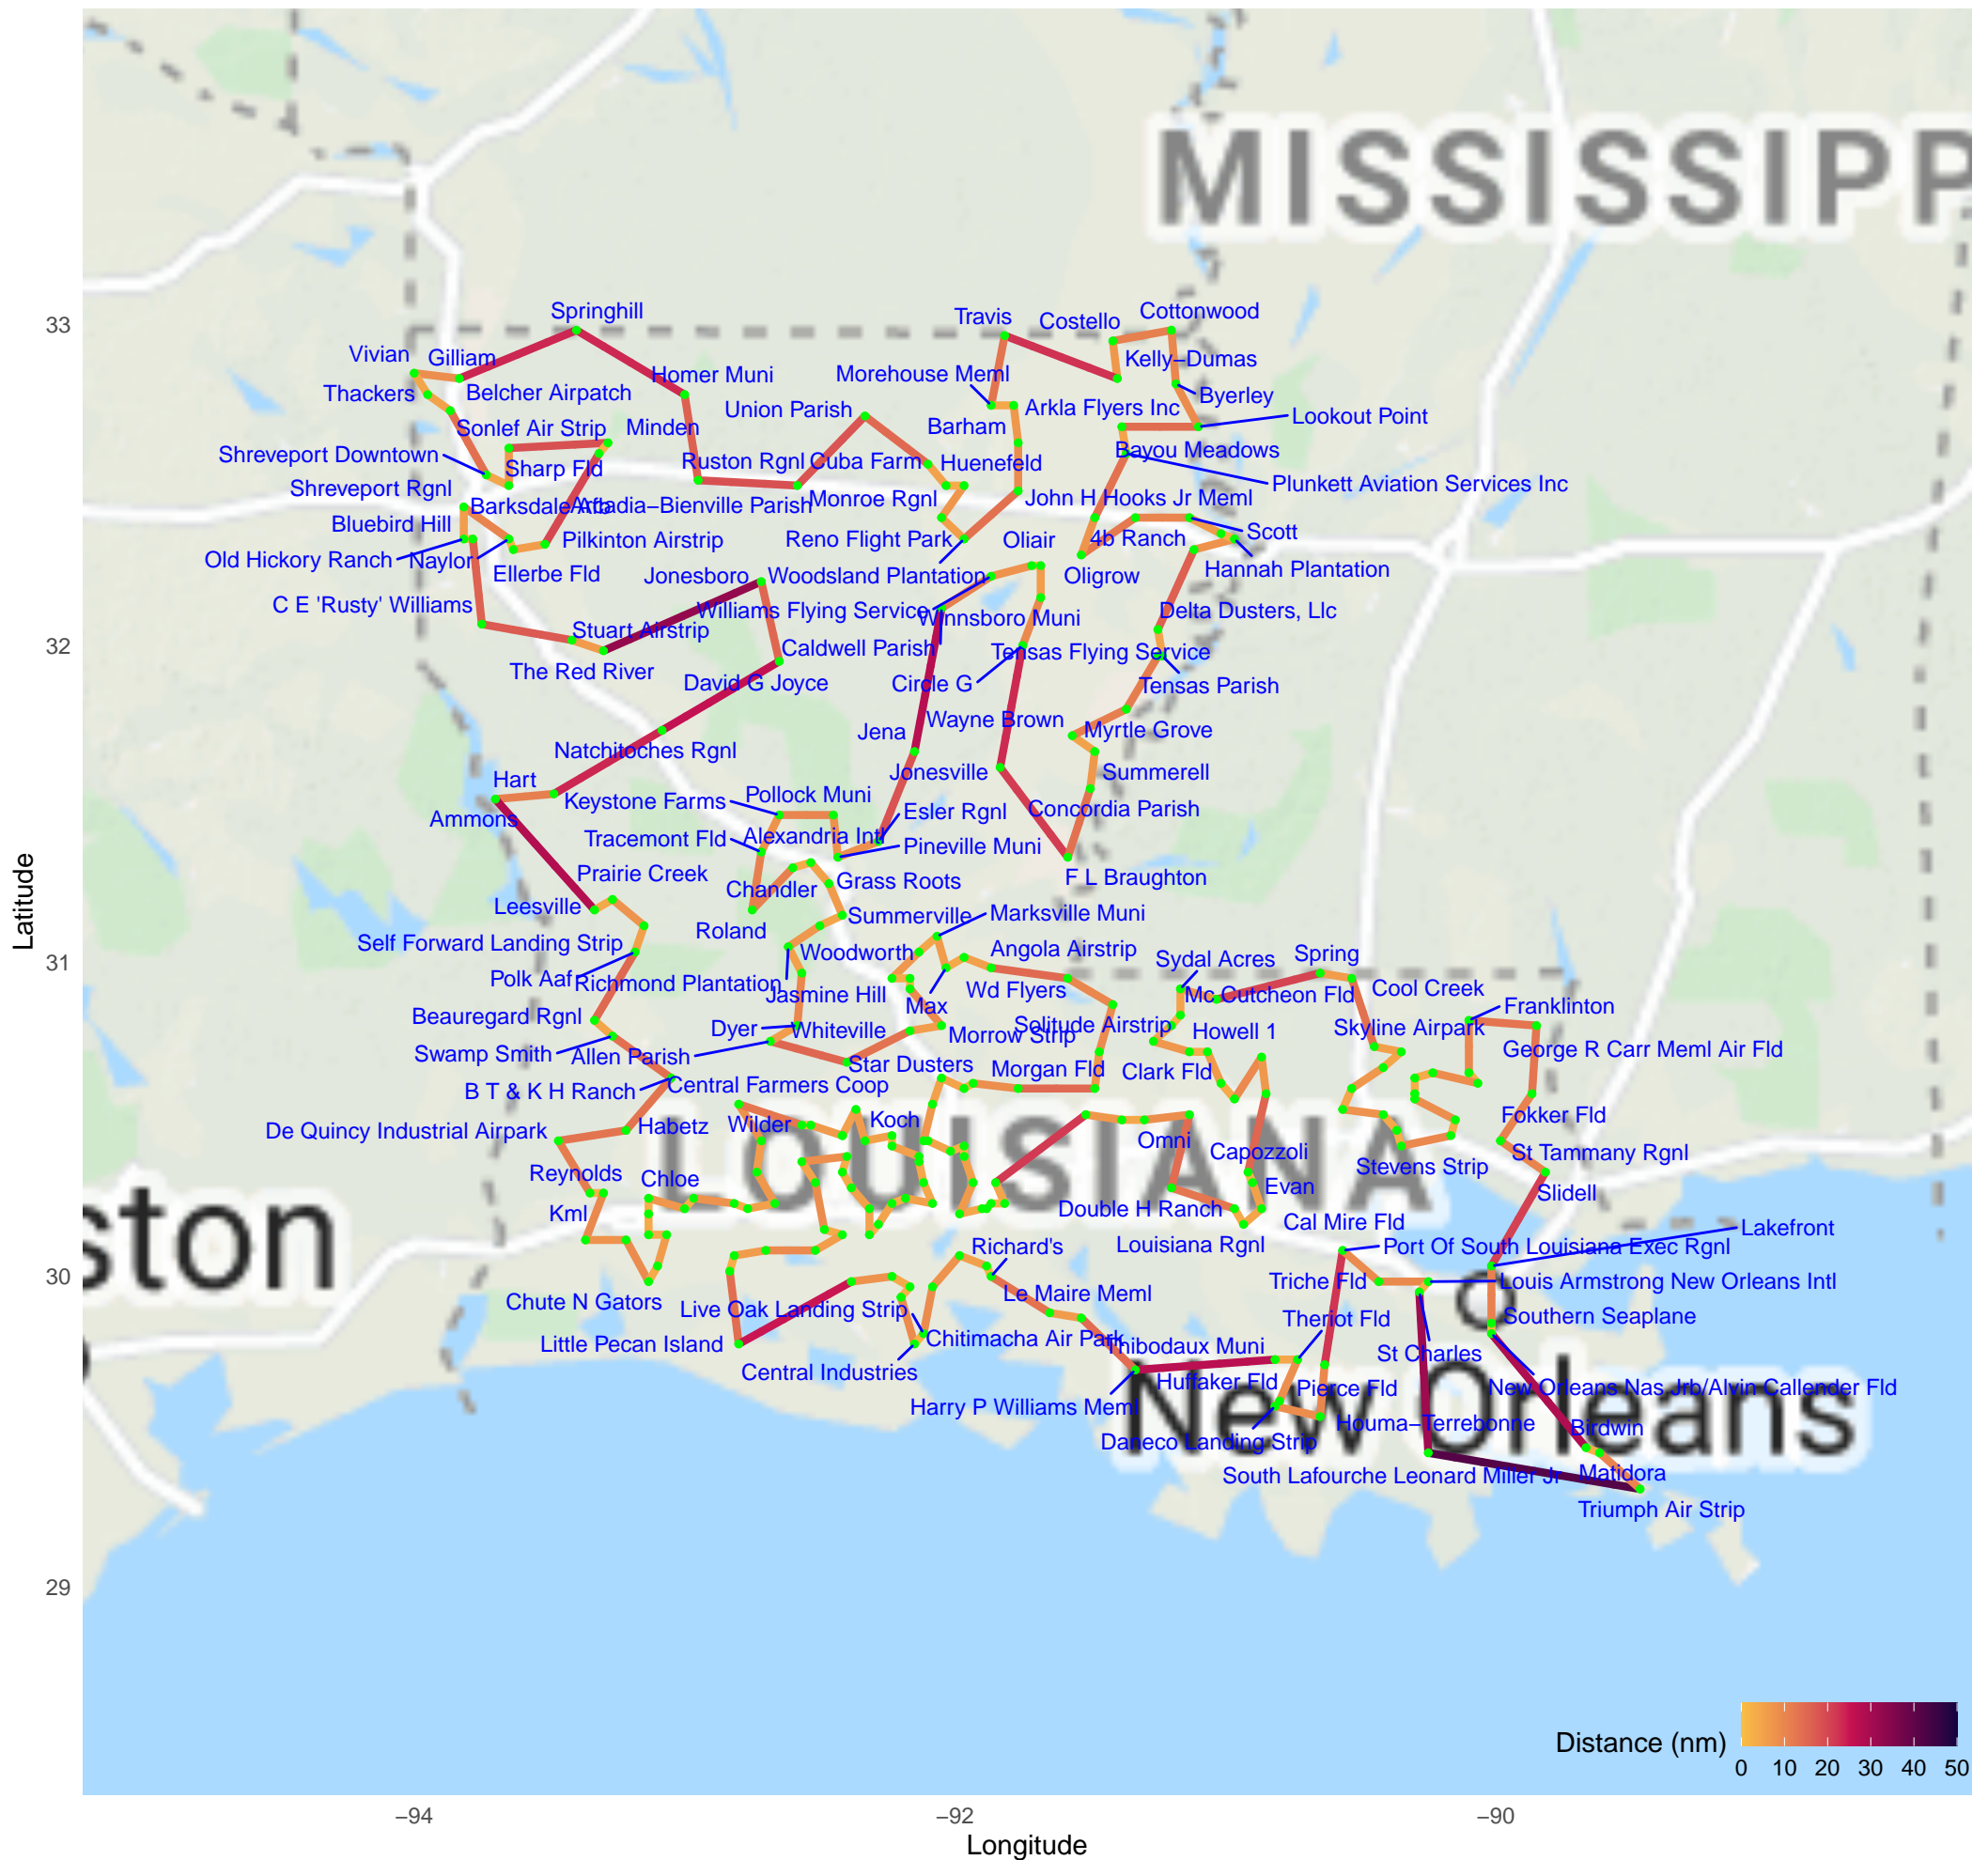 MISSISSIPP
33
Springhill
Travis
Costello
Cottonwood
Vivian
Gilliam
Kelly−Dumas
Thackers
Belcher Airpatch
Homer Muni
Morehouse Meml
Byerley
Union Parish
Arkla Flyers Inc
Lookout Point
Sonlef Air Strip
Minden
Barham
Shreveport Downtown
Sharp Fld
Ruston Rgnl
Cuba Farm
Huenefeld
Bayou Meadows
Shreveport Rgnl
Plunkett Aviation Services Inc
Barksdale Afb
Arcadia−Bienville Parish
Monroe Rgnl
John H Hooks Jr Meml
Bluebird Hill
Scott
Old Hickory Ranch
Naylor
Pilkinton Airstrip
Reno Flight Park
Oliair
4b Ranch
Ellerbe Fld
Jonesboro
Woodsland Plantation
Oligrow
Hannah Plantation
C E 'Rusty' Williams
Williams Flying Service
Winnsboro Muni
Delta Dusters, Llc
Stuart Airstrip
32
Caldwell Parish
Tensas Flying Service
The Red River
David G Joyce
Circle G
Tensas Parish
Wayne Brown
Jena
Myrtle Grove
Natchitoches Rgnl
Hart
Jonesville
Summerell
Keystone Farms
Pollock Muni
Ammons
Esler Rgnl
Concordia Parish
Tracemont Fld
Alexandria Intl
Pineville Muni
Prairie Creek
Chandler
Grass Roots
F L Braughton
Latitude
Leesville
Summerville
Marksville Muni
Self Forward Landing Strip
Roland
Woodworth
Angola Airstrip
Sydal Acres
Spring
31
Polk Aaf
Richmond Plantation
Jasmine Hill
Max
Wd Flyers
Mc Cutcheon Fld
Cool Creek
Franklinton
Beauregard Rgnl
Dyer
Whiteville
Morrow Strip
Solitude Airstrip
Howell 1
Skyline Airpark
Swamp Smith
Allen Parish
Star Dusters
Morgan Fld
Clark Fld
George R Carr Meml Air Fld
B T & K H Ranch
Central Farmers Coop
LOUISIANA
De Quincy Industrial Airpark
Habetz
Wilder
Koch
Omni
Fokker Fld
Reynolds
Chloe
Capozzoli
Stevens Strip
St Tammany Rgnl
Evan
Slidell
ston
Kml
Double H Ranch
Cal Mire Fld
Louisiana Rgnl
Richard's
Port Of South Louisiana Exec Rgnl
Lakefront
30
Triche Fld
Louis Armstrong New Orleans Intl
Chute N Gators
Live Oak Landing Strip
Le Maire Meml
Theriot Fld
Southern Seaplane
Little Pecan Island
Chitimacha Air Park
Thibodaux Muni
St Charles
Central Industries
Huffaker Fld
Pierce Fld
New Orleans Nas Jrb/Alvin Callender Fld
Harry P Williams Meml
New Orleans
Houma−Terrebonne
Birdwin
Daneco Landing Strip
South Lafourche Leonard Miller Jr
Matidora
Triumph Air Strip
29
Distance (nm)
0 10 20 30 40 50
−94 −92 −90
Longitude